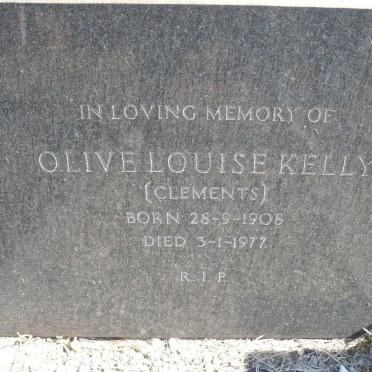 IN LOVING MEMORY OF
OLIVE LOUISE KELLY
(CLEMENTS)
BORN 28-9-1908
DIED 3-1-1977
R.I.P.